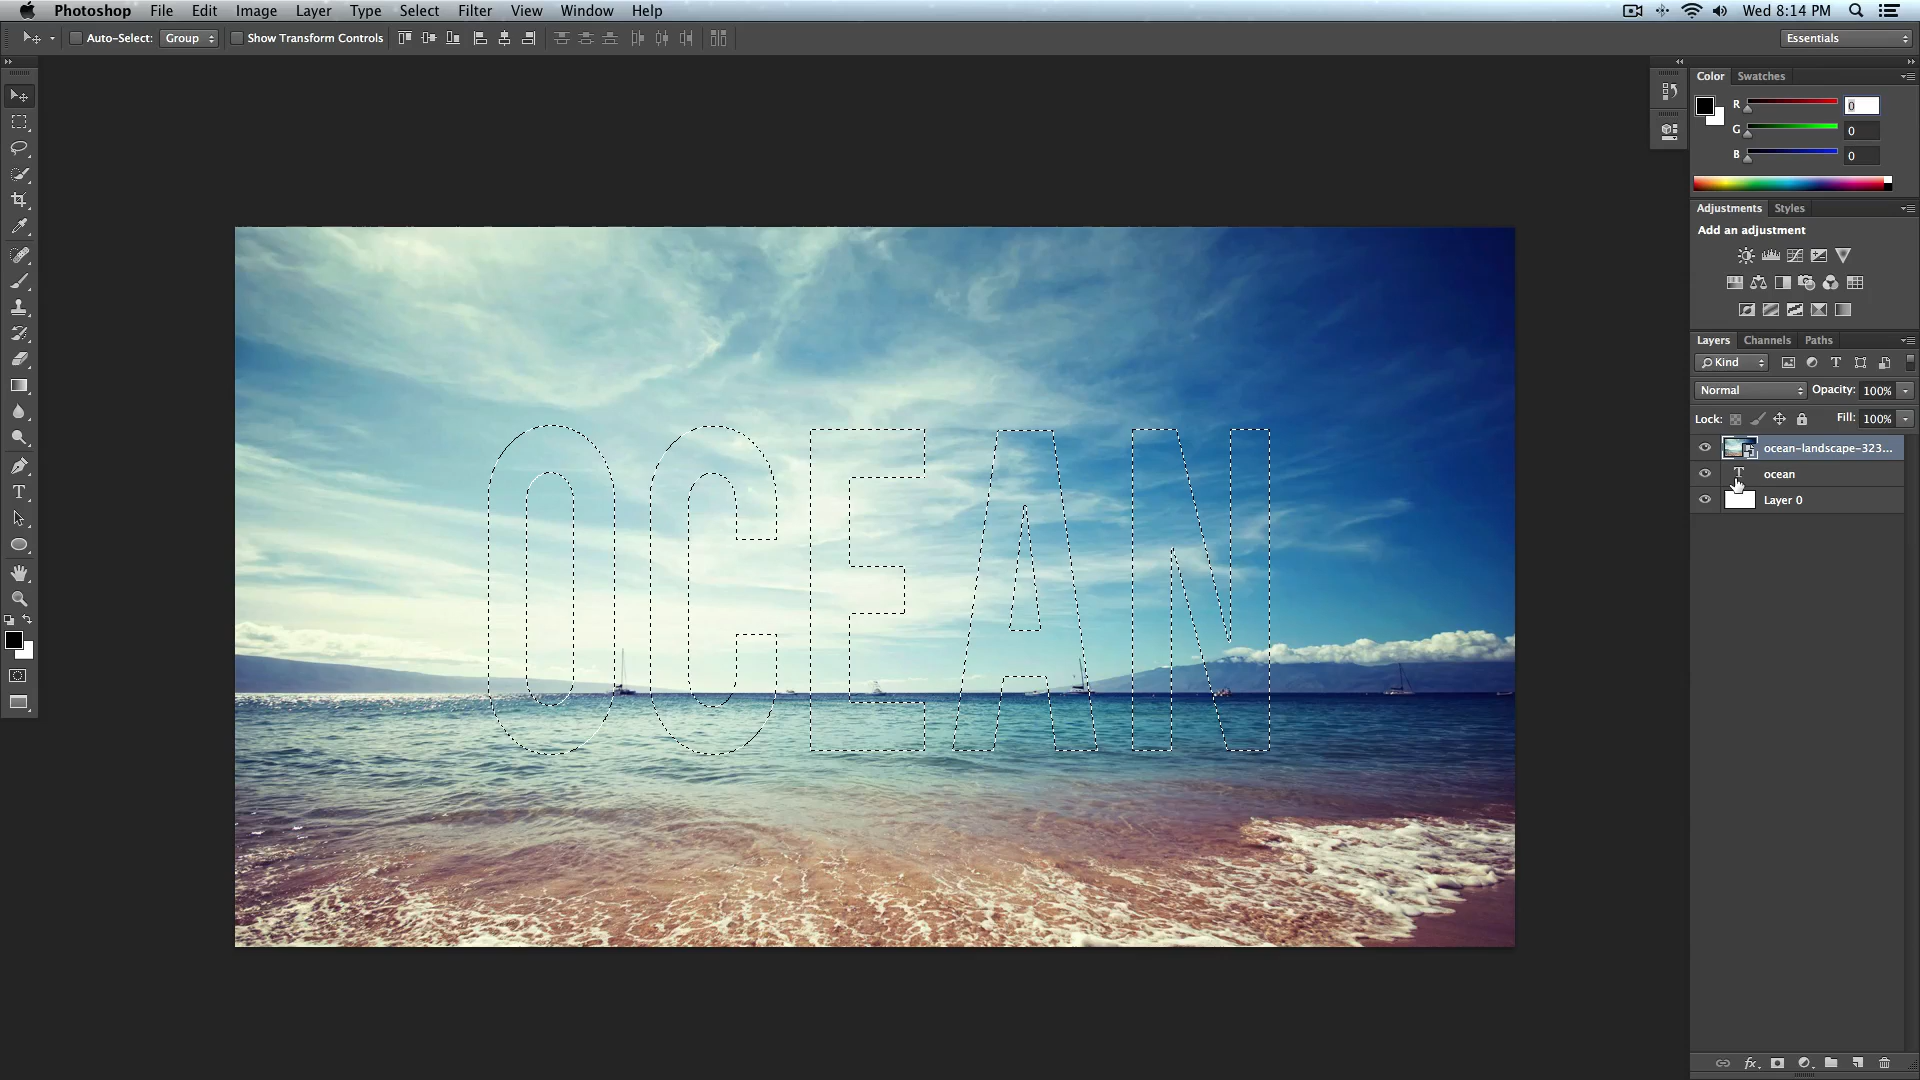 Photoshop File Edit Image Layer Type Select Filter View Window Help Wed 8:14 PM
Auto-Select: Group Show Transform Controls Essentials
Color Swatches
R 0
G 0
B 0
Adjustments Styles
Add an adjustment
Layers Channels Paths
Kind
Normal Opacity: 100%
Lock: Fill: 100%
ocean-landscape-323...
T ocean
Layer 0
OCEAN